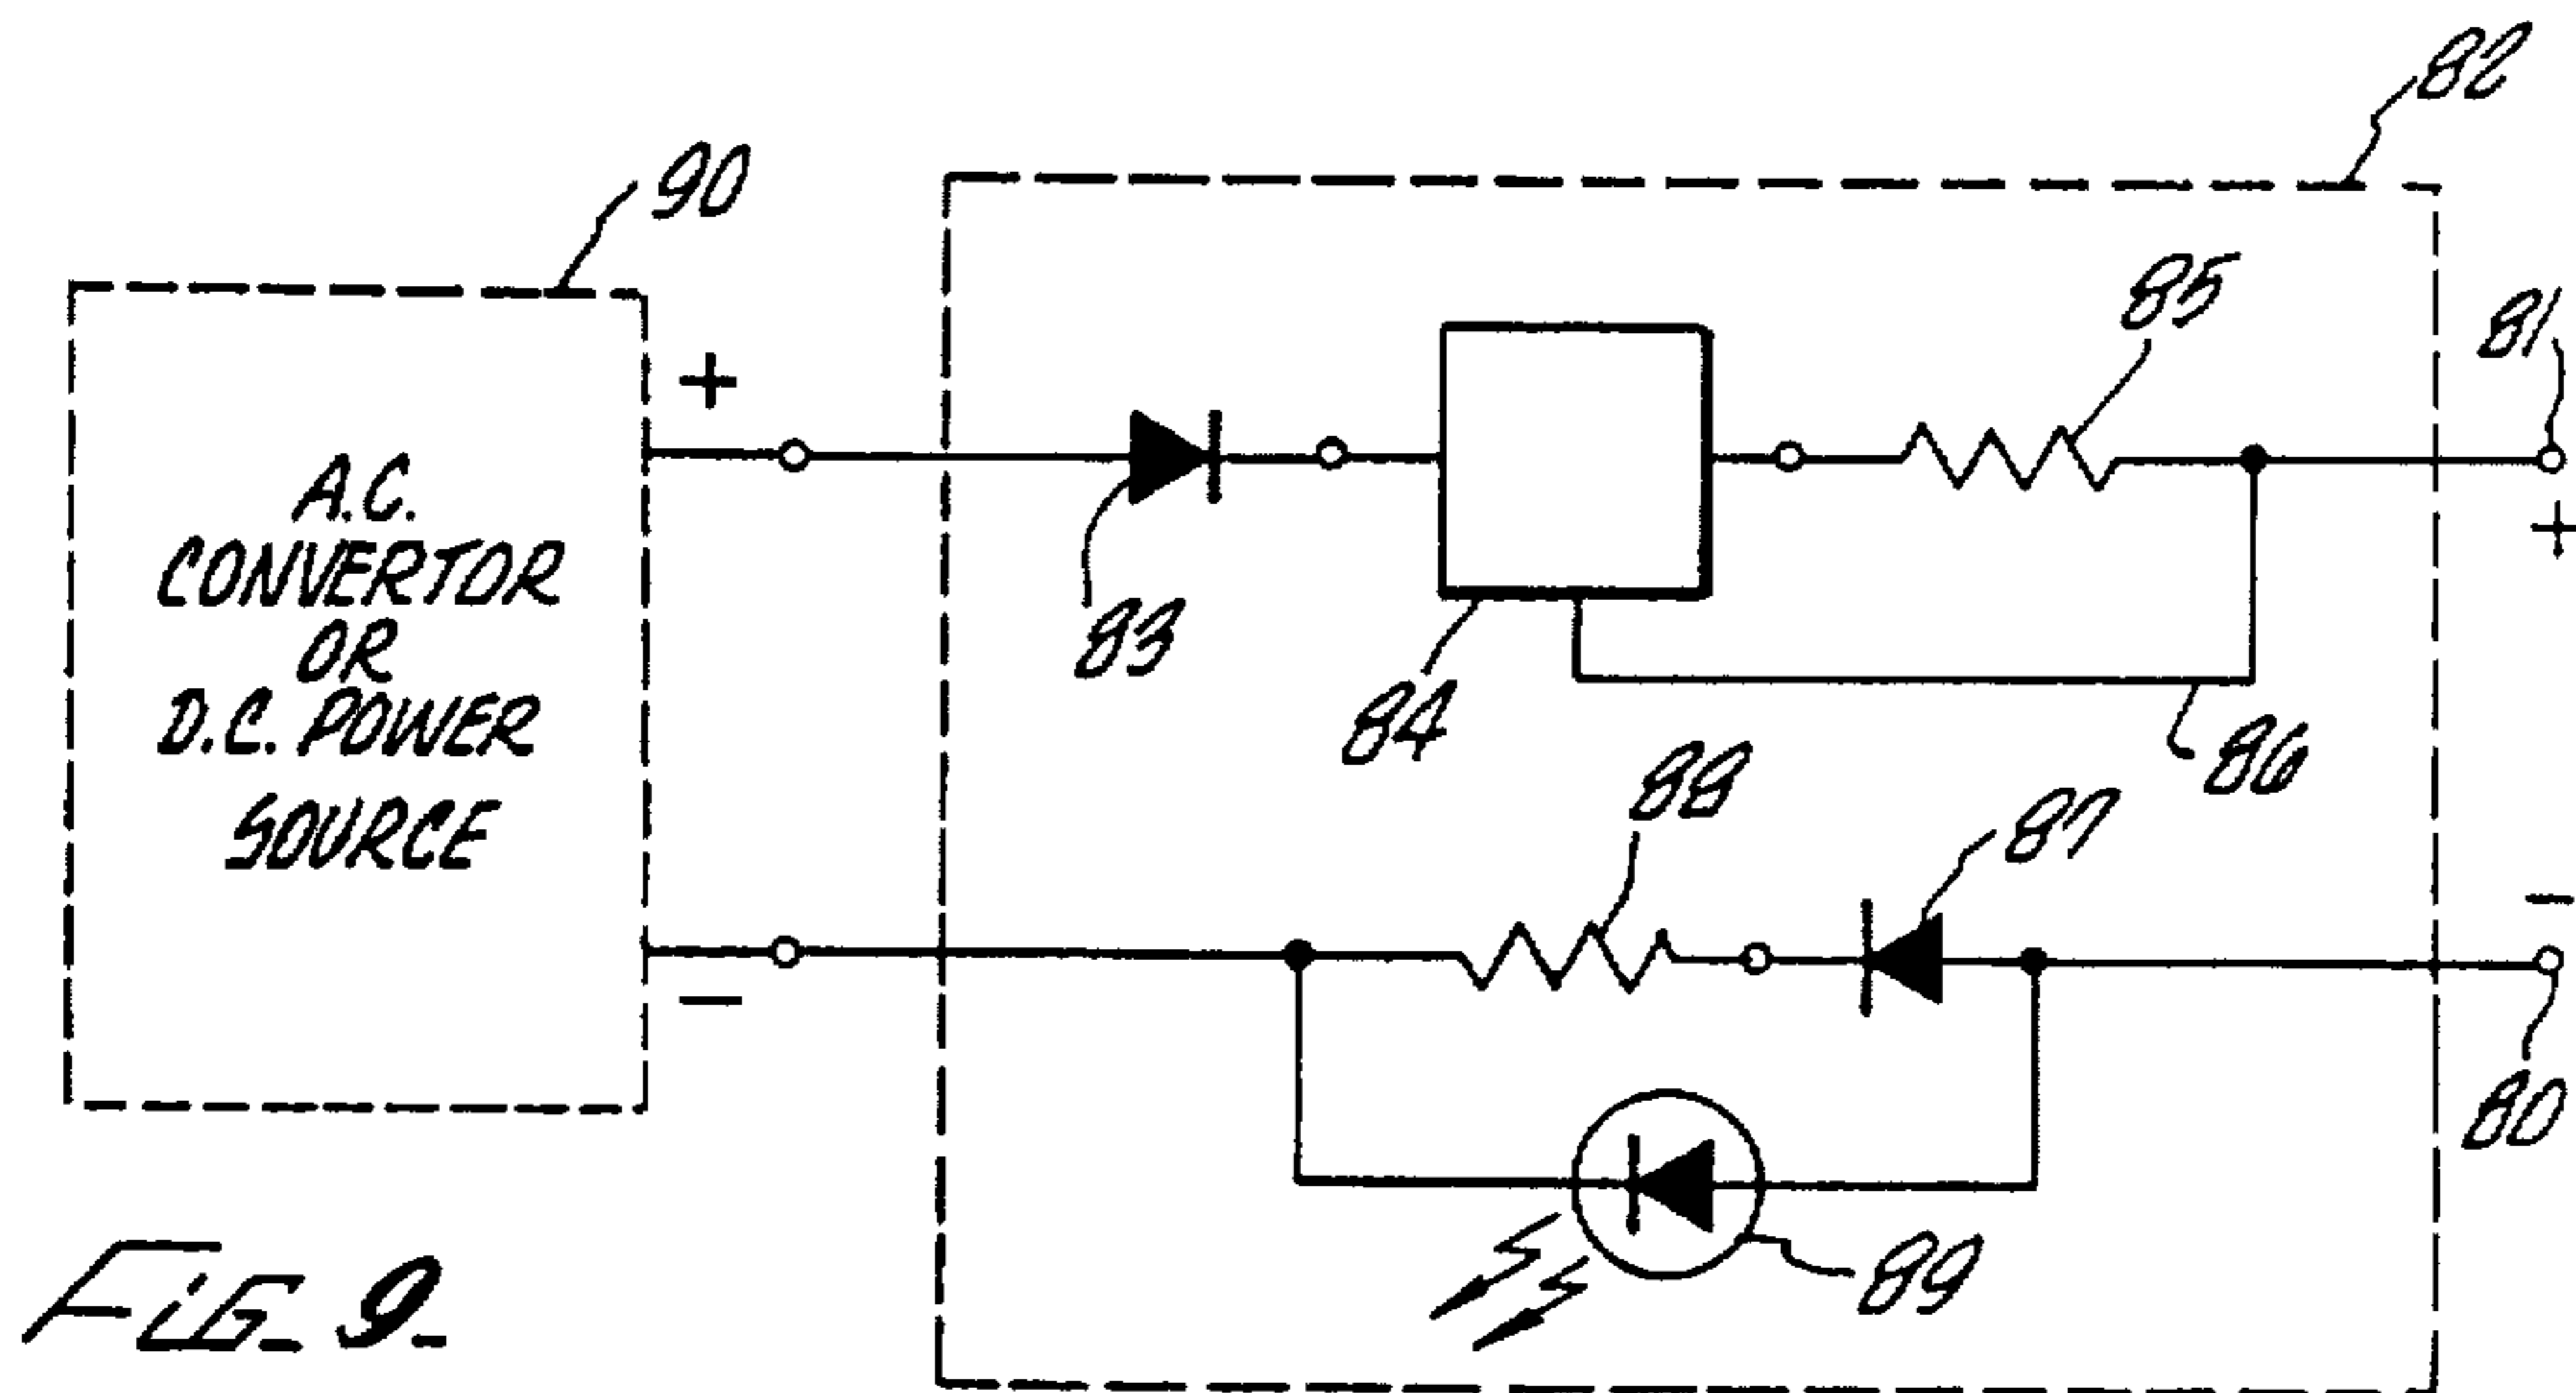 82
90
85
81
+
+
A.C.
CONVERTOR
OR
D.C. POWER
SOURCE
83
84
86
88
87
-
-
80
89
FIG. 9.